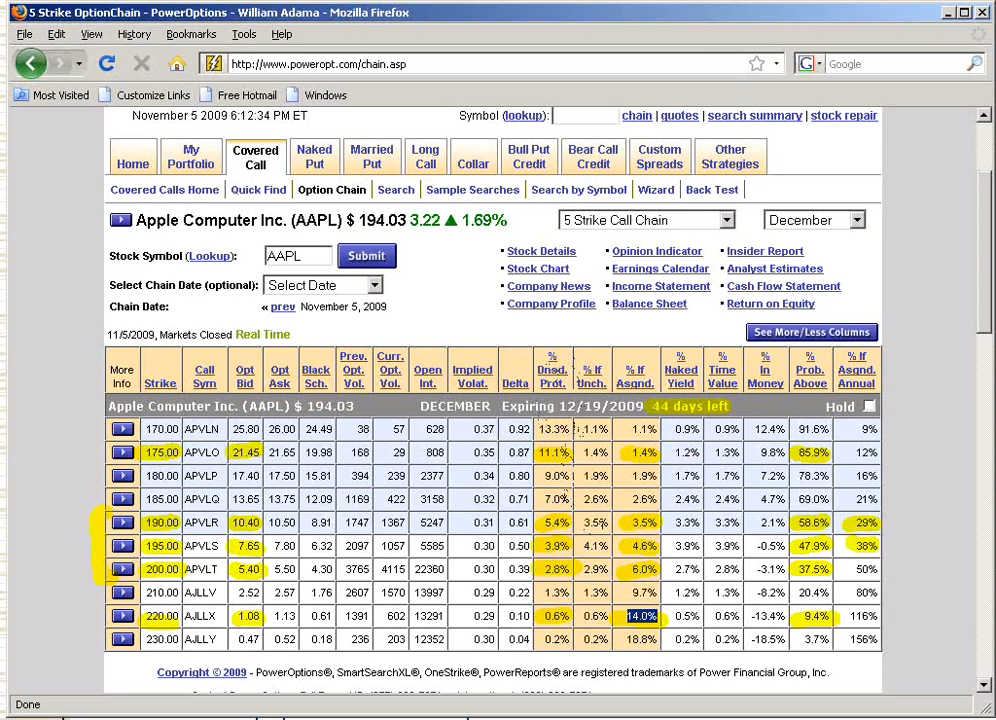 5 Strike OptionChain - PowerOptions - William Adama - Mozilla Firefox
File Edit View History Bookmarks Tools Help
http://www.poweropt.com/chain.asp
G Google
Most Visited Customize Links Free Hotmail Windows
November 5 2009 6:12:34 PM ET Symbol (lookup): chain | quotes | search summary | stock repair
Home My Portfolio Covered Call Naked Put Married Put Long Call Collar Bull Put Credit Bear Call Credit Custom Spreads Other Strategies
Covered Calls Home Quick Find Option Chain Search Sample Searches Search by Symbol Wizard Back Test
Apple Computer Inc. (AAPL) $ 194.03 3.22 ▲ 1.69% 5 Strike Call Chain December
Stock Symbol (Lookup): AAPL Submit
Select Chain Date (optional): Select Date
Chain Date: « prev November 5, 2009
• Stock Details • Opinion Indicator • Insider Report
• Stock Chart • Earnings Calendar • Analyst Estimates
• Company News • Income Statement • Cash Flow Statement
• Company Profile • Balance Sheet • Return on Equity
11/5/2009, Markets Closed Real Time See More/Less Columns
More Info Strike Call Sym Opt Bid Opt Ask Black Sch. Prev. Opt. Vol. Curr. Opt. Vol. Open Int. Implied Volat. Delta % Dnsd. Prot. % If Unch. % If Asgnd. % Naked Yield % Time Value % In Money % Prob. Above % If Asgnd. Annual
Apple Computer Inc. (AAPL) $ 194.03 DECEMBER Expiring 12/19/2009 44 days left Hold
170.00 APVLN 25.80 26.00 24.49 38 57 628 0.37 0.92 13.3% 1.1% 1.1% 0.9% 0.9% 12.4% 91.6% 9%
175.00 APVLO 21.45 21.65 19.98 168 29 808 0.35 0.87 11.1% 1.4% 1.4% 1.2% 1.3% 9.8% 85.9% 12%
180.00 APVLP 17.40 17.50 15.81 394 239 1331 0.34 0.80 9.0% 1.9% 1.9% 1.7% 1.8% 7.2% 78.3% 16%
185.00 APVLQ 13.65 13.75 12.09 1169 422 3158 0.32 0.71 7.0% 2.6% 2.6% 2.4% 2.4% 4.7% 69.0% 21%
190.00 APVLR 10.40 10.50 8.91 1747 1367 5247 0.31 0.61 5.4% 3.5% 3.5% 3.3% 3.3% 2.1% 58.6% 29%
195.00 APVLS 7.65 7.80 6.32 2097 1057 5585 0.30 0.50 3.9% 4.1% 4.6% 3.9% 3.9% -0.5% 47.9% 38%
200.00 APVLT 5.40 5.50 4.30 3765 4115 22360 0.30 0.39 2.8% 2.9% 6.0% 2.7% 2.8% -3.1% 37.5% 50%
210.00 AJLLV 2.52 2.57 1.76 2607 1570 13997 0.29 0.22 1.3% 1.3% 9.7% 1.2% 1.3% -8.2% 20.4% 80%
220.00 AJLLX 1.08 1.13 0.61 1391 602 13291 0.29 0.10 0.6% 0.6% 14.0% 0.5% 0.6% -13.4% 9.4% 116%
230.00 AJLLY 0.47 0.52 0.18 236 203 12352 0.30 0.04 0.2% 0.2% 18.8% 0.2% 0.2% -18.5% 3.7% 156%
Copyright © 2009 - PowerOptions®, SmartSearchXL®, OneStrike®, PowerReports® are registered trademarks of Power Financial Group, Inc.
Done